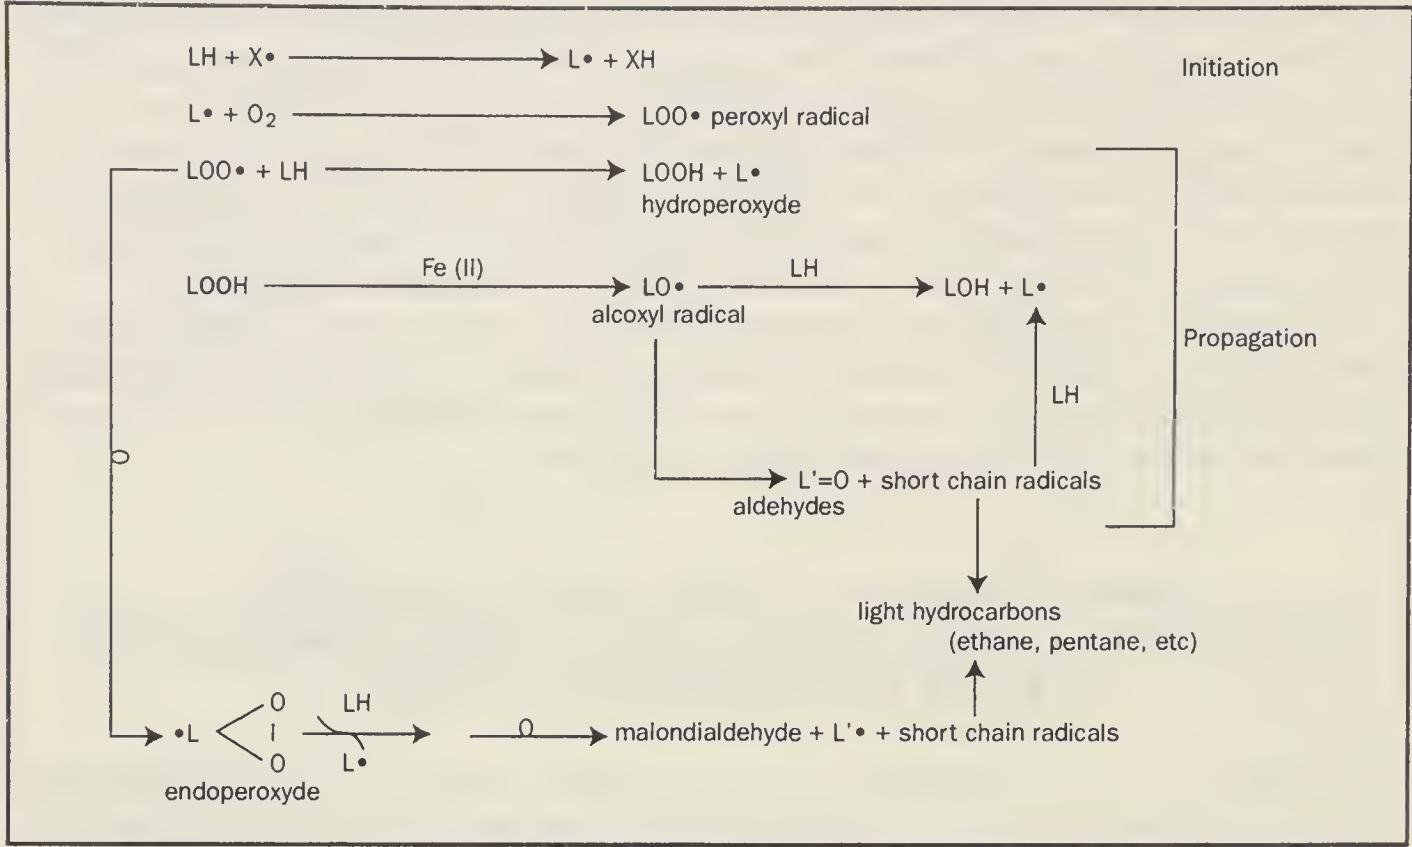 LH + X• L• + XH
Initiation
L• + O₂ LOO• peroxyl radical
LOO• + LH LOOH + L•
hydroperoxyde
Fe (II) LH
LOOH LO• LOH + L•
alcoxyl radical
Propagation
LH
L'=O + short chain radicals
aldehydes
light hydrocarbons
(ethane, pentane, etc)
O LH
•L O malondialdehyde + L'• + short chain radicals
O L•
endoperoxyde